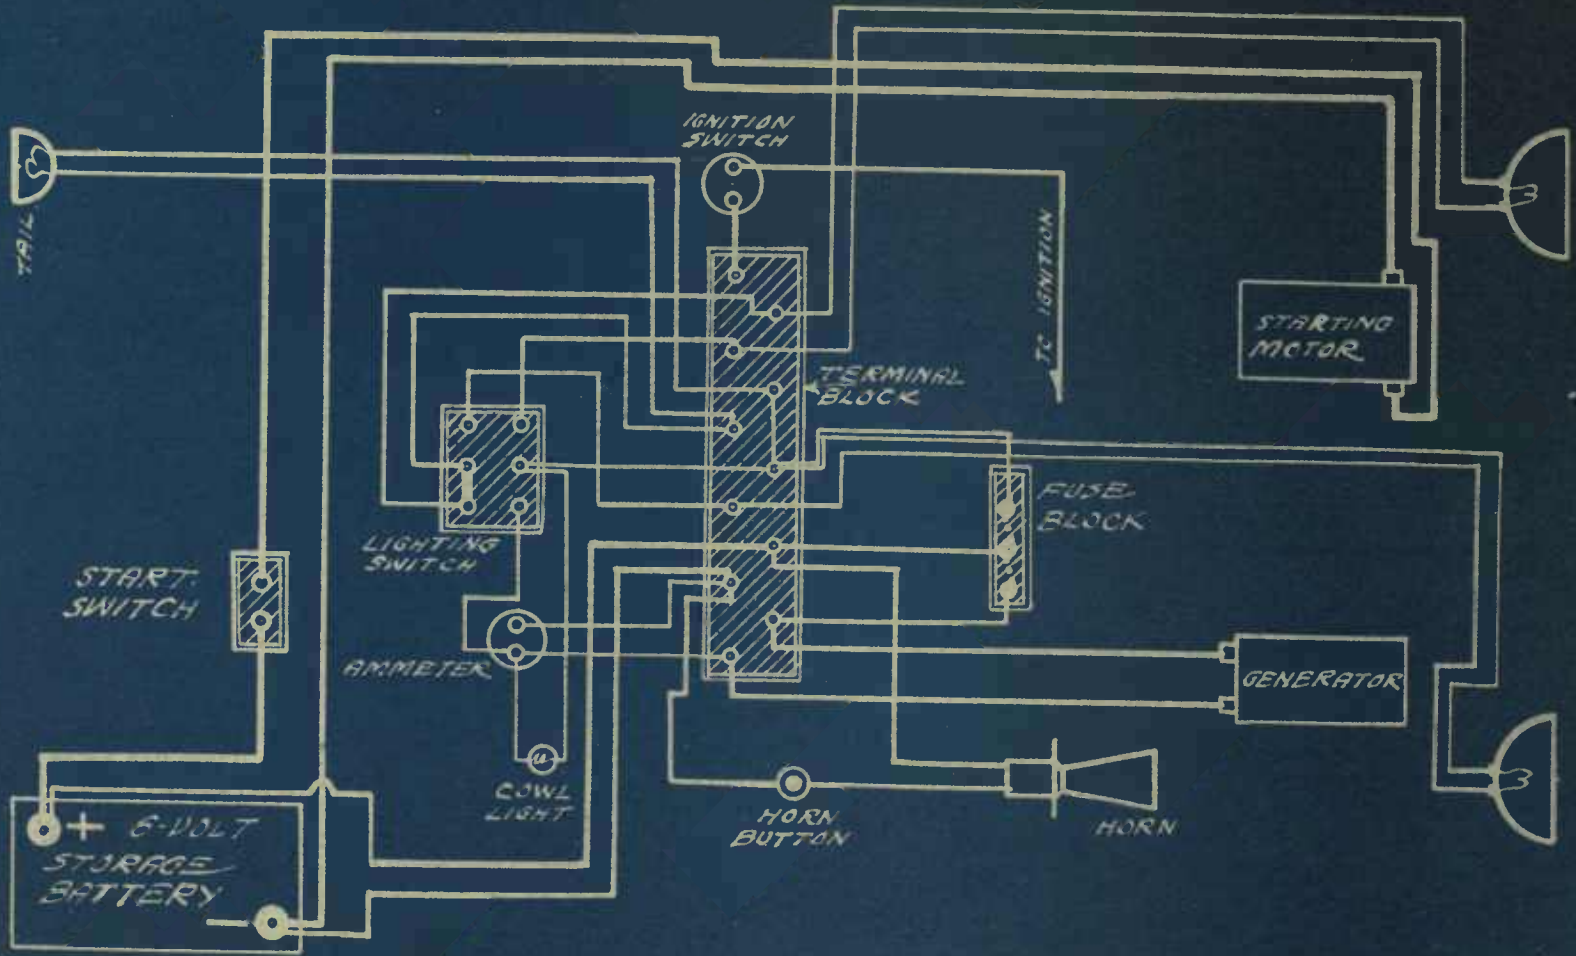 IGNITION
SWITCH
TAIL
TO IGNITION
STARTING
MOTOR
TERMINAL
BLOCK
FUSE
BLOCK
LIGHTING
SWITCH
START.
SWITCH
AMMETER
GENERATOR
COWL
LIGHT
HORN
BUTTON
HORN
+ 6-VOLT
STORAGE
BATTERY
—